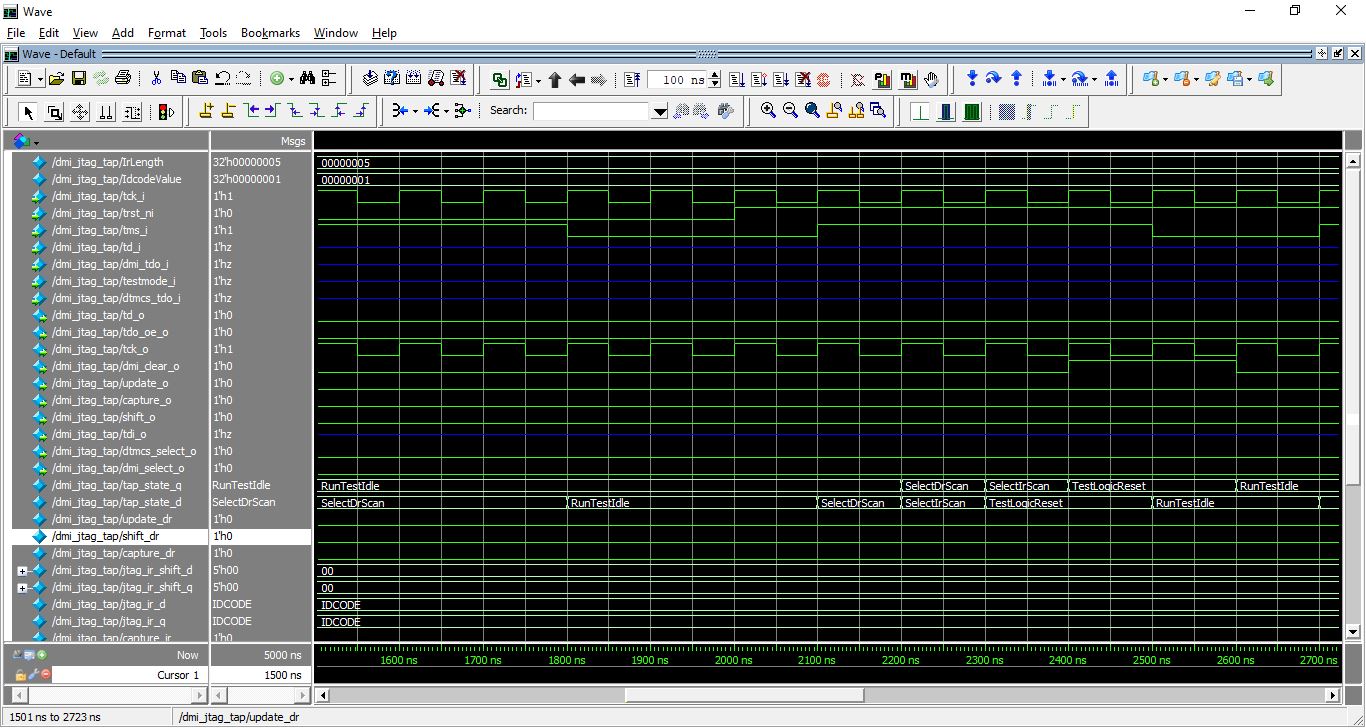 Wave
File Edit View Add Format Tools Bookmarks Window Help
Wave - Default
100 ns
Search:
Msgs
/dmi_jtag_tap/IrLength 32'h00000005 00000005
/dmi_jtag_tap/IdcodeValue 32'h00000001 00000001
/dmi_jtag_tap/tck_i 1'h1
/dmi_jtag_tap/trst_ni 1'h0
/dmi_jtag_tap/tms_i 1'h1
/dmi_jtag_tap/td_i 1'hz
/dmi_jtag_tap/dmi_tdo_i 1'hz
/dmi_jtag_tap/testmode_i 1'hz
/dmi_jtag_tap/dtmcs_tdo_i 1'hz
/dmi_jtag_tap/td_o 1'h0
/dmi_jtag_tap/tdo_oe_o 1'h0
/dmi_jtag_tap/tck_o 1'h1
/dmi_jtag_tap/dmi_clear_o 1'h0
/dmi_jtag_tap/update_o 1'h0
/dmi_jtag_tap/capture_o 1'h0
/dmi_jtag_tap/shift_o 1'h0
/dmi_jtag_tap/tdi_o 1'hz
/dmi_jtag_tap/dtmcs_select_o 1'h0
/dmi_jtag_tap/dmi_select_o 1'h0
/dmi_jtag_tap/tap_state_q RunTestIdle RunTestIdle SelectDrScan SelectIrScan TestLogicReset RunTestIdle
/dmi_jtag_tap/tap_state_d SelectDrScan SelectDrScan RunTestIdle SelectDrScan SelectIrScan TestLogicReset RunTestIdle
/dmi_jtag_tap/update_dr 1'h0
/dmi_jtag_tap/shift_dr 1'h0
/dmi_jtag_tap/capture_dr 1'h0
/dmi_jtag_tap/jtag_ir_shift_d 5'h00 00
/dmi_jtag_tap/jtag_ir_shift_q 5'h00 00
/dmi_jtag_tap/jtag_ir_d IDCODE IDCODE
/dmi_jtag_tap/jtag_ir_q IDCODE IDCODE
/dmi_jtag_tap/capture_ir 1'h0
Now 5000 ns 1600 ns 1700 ns 1800 ns 1900 ns 2000 ns 2100 ns 2200 ns 2300 ns 2400 ns 2500 ns 2600 ns 2700 ns
Cursor 1 1500 ns
1501 ns to 2723 ns /dmi_jtag_tap/update_dr